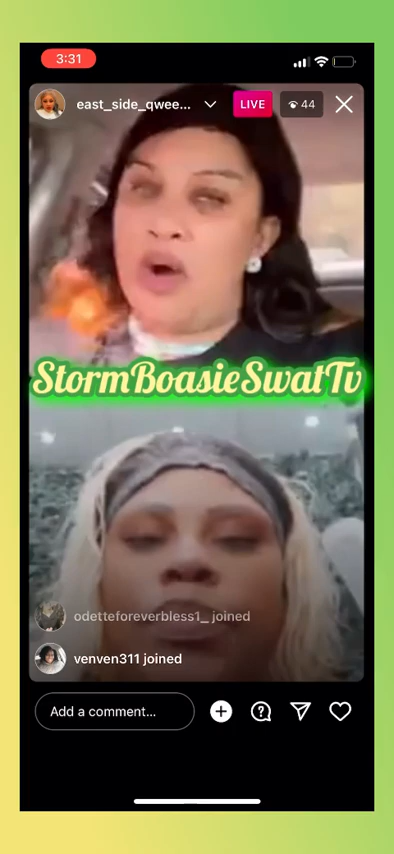 3:31
east_side_qwee...
LIVE
44
StormBoasieSwatTv
odetteforeverbless1_ joined
venven311 joined
Add a comment...